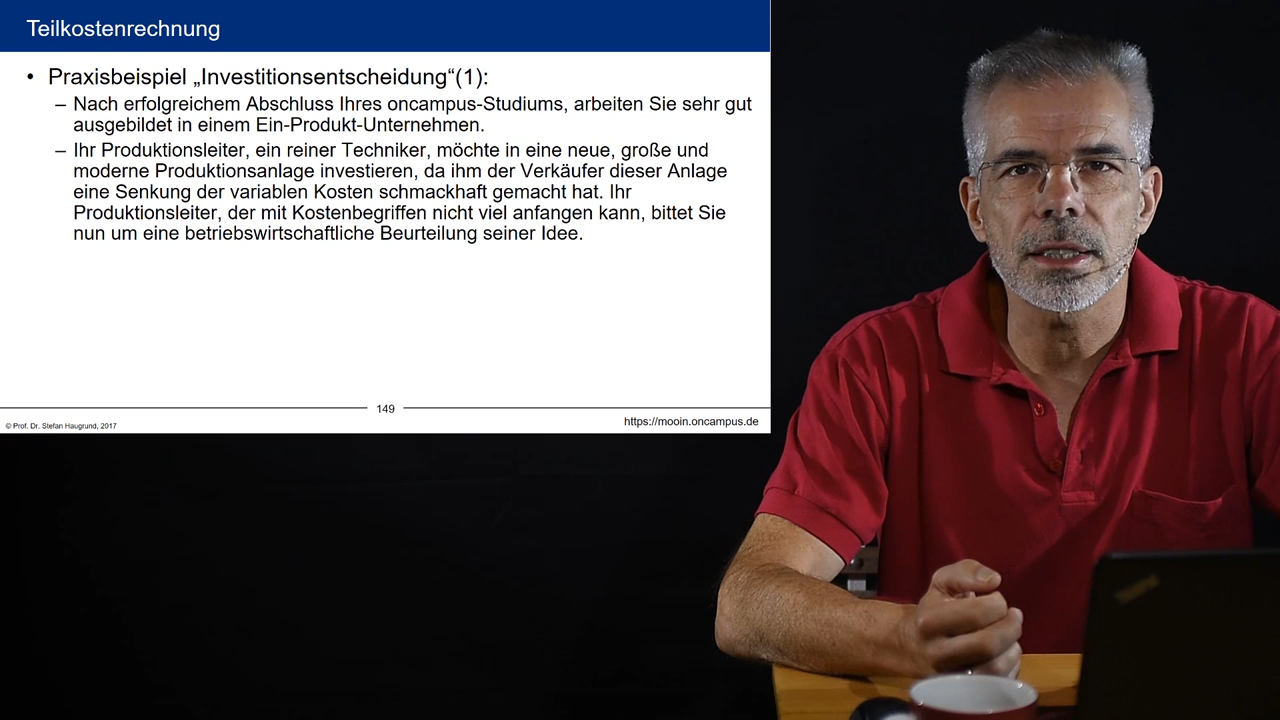 Teilkostenrechnung
• Praxisbeispiel „Investitionsentscheidung“(1):
– Nach erfolgreichem Abschluss Ihres oncampus-Studiums, arbeiten Sie sehr gut
ausgebildet in einem Ein-Produkt-Unternehmen.
– Ihr Produktionsleiter, ein reiner Techniker, möchte in eine neue, große und
moderne Produktionsanlage investieren, da ihm der Verkäufer dieser Anlage
eine Senkung der variablen Kosten schmackhaft gemacht hat. Ihr
Produktionsleiter, der mit Kostenbegriffen nicht viel anfangen kann, bittet Sie
nun um eine betriebswirtschaftliche Beurteilung seiner Idee.
149
© Prof. Dr. Stefan Haugrund, 2017
https://mooin.oncampus.de